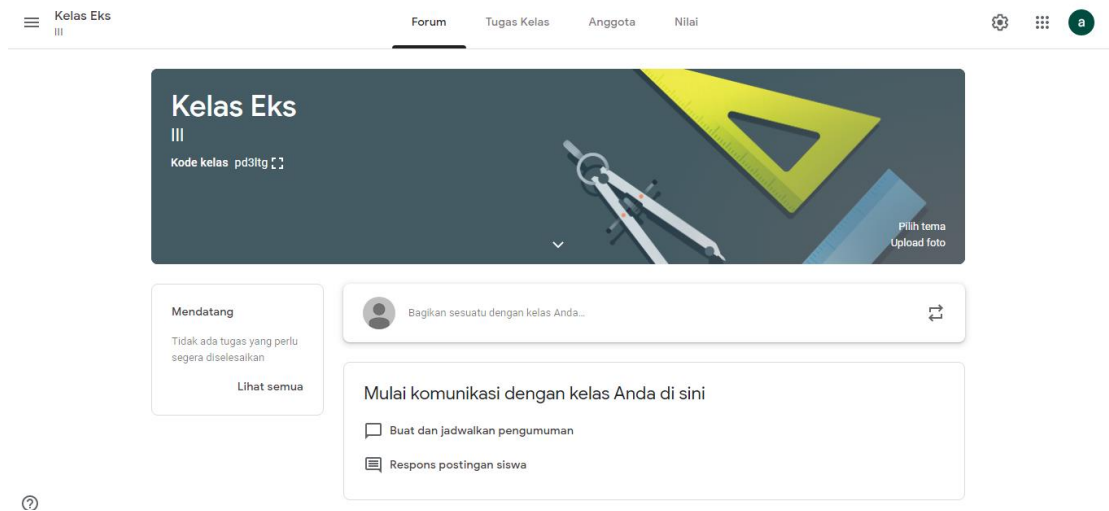 Kelas Eks
III
Forum
Tugas Kelas
Anggota
Nilai
a
Kelas Eks
III
Kode kelas pd3ltg
Pilih tema
Upload foto
Mendatang
Tidak ada tugas yang perlu
segera diselesaikan
Lihat semua
Bagikan sesuatu dengan kelas Anda...
Mulai komunikasi dengan kelas Anda di sini
Buat dan jadwalkan pengumuman
Respons postingan siswa